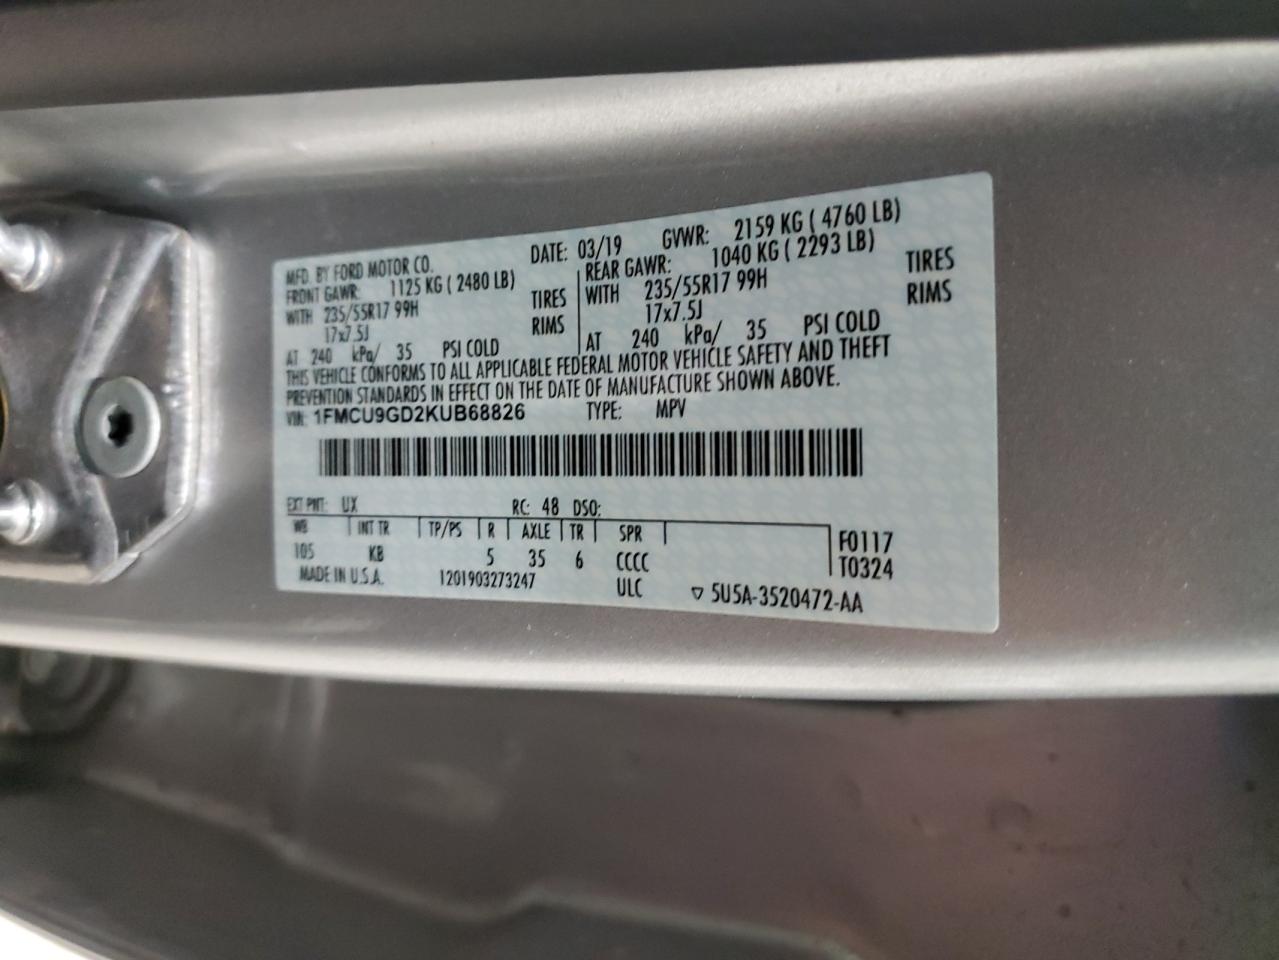 MFD. BY FORD MOTOR CO. DATE: 03/19 GVWR: 2159 KG ( 4760 LB)
FRONT GAWR: 1125 KG ( 2480 LB) REAR GAWR: 1040 KG ( 2293 LB)
WITH 235/55R17 99H TIRES WITH 235/55R17 99H TIRES
17x7.5J RIMS 17x7.5J RIMS
AT 240 kPa/ 35 PSI COLD AT 240 kPa/ 35 PSI COLD
THIS VEHICLE CONFORMS TO ALL APPLICABLE FEDERAL MOTOR VEHICLE SAFETY AND THEFT
PREVENTION STANDARDS IN EFFECT ON THE DATE OF MANUFACTURE SHOWN ABOVE.
VIN: 1FMCU9GD2KUB68826 TYPE: MPV
EXT PNT: UX RC: 48 DSO:
WB INT TR TP/PS R AXLE TR SPR F0117
105 KB 5 35 6 CCCC T0324
MADE IN U.S.A. 1201903273247 ULC ▽ 5U5A-3520472-AA